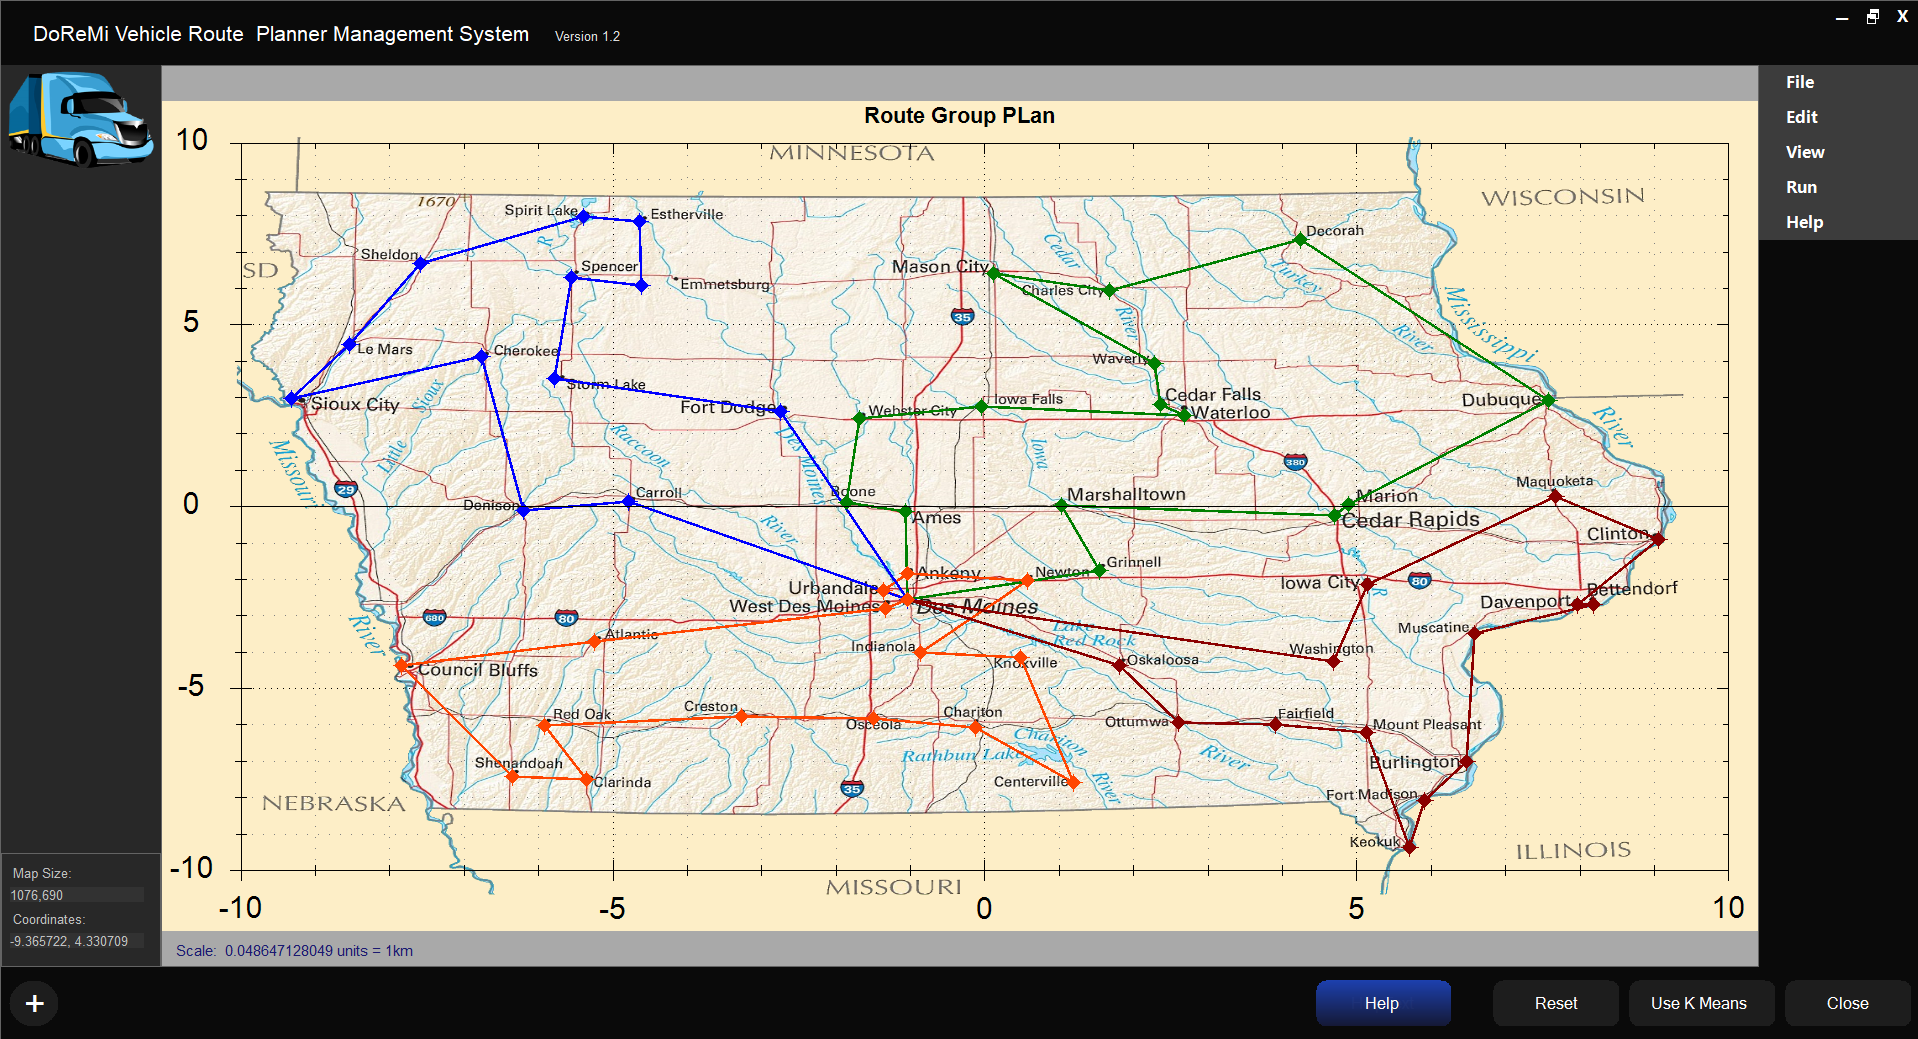 DoReMi Vehicle Route  Planner Management System
Version 1.2
X
File
Edit
View
Run
Help
Route Group PLan
10
5
0
-5
-10
-10
-5
0
5
10
MINNESOTA
WISCONSIN
SD
NEBRASKA
MISSOURI
ILLINOIS
1670
Spirit Lake
Estherville
Sheldon
Spencer
Emmetsburg
Mason City
Cedar
River
Charles City
Decorah
Turkey
River
Mississippi
River
Le Mars
Cherokee
Storm Lake
Sioux City
Little
Sioux
R
Fort Dodge
Webster City
Iowa Falls
Waverly
Cedar Falls
Waterloo
Dubuque
35
Missouri
River
29
Raccoon
River
Des Moines
Iowa
380
Denison
Carroll
Boone
Ames
Marshalltown
Marion
Cedar Rapids
Maquoketa
Clinton
Ankeny
Newton
Grinnell
Urbandale
West Des Moines
Des Moines
Iowa City
R
80
Davenport
Bettendorf
680
80
Atlantic
Council Bluffs
Indianola
Lake
Red Rock
Knoxville
Oskaloosa
Washington
Muscatine
Red Oak
Creston
Osceola
Chariton
Ottumwa
Fairfield
Mount Pleasant
Shenandoah
Clarinda
Rathbun Lake
Chariton
River
Centerville
River
Burlington
Fort Madison
Keokuk
35
Map Size:
1076,690
Coordinates:
-9.365722, 4.330709
Scale:  0.048647128049 units = 1km
+
Help
Reset
Use K Means
Close